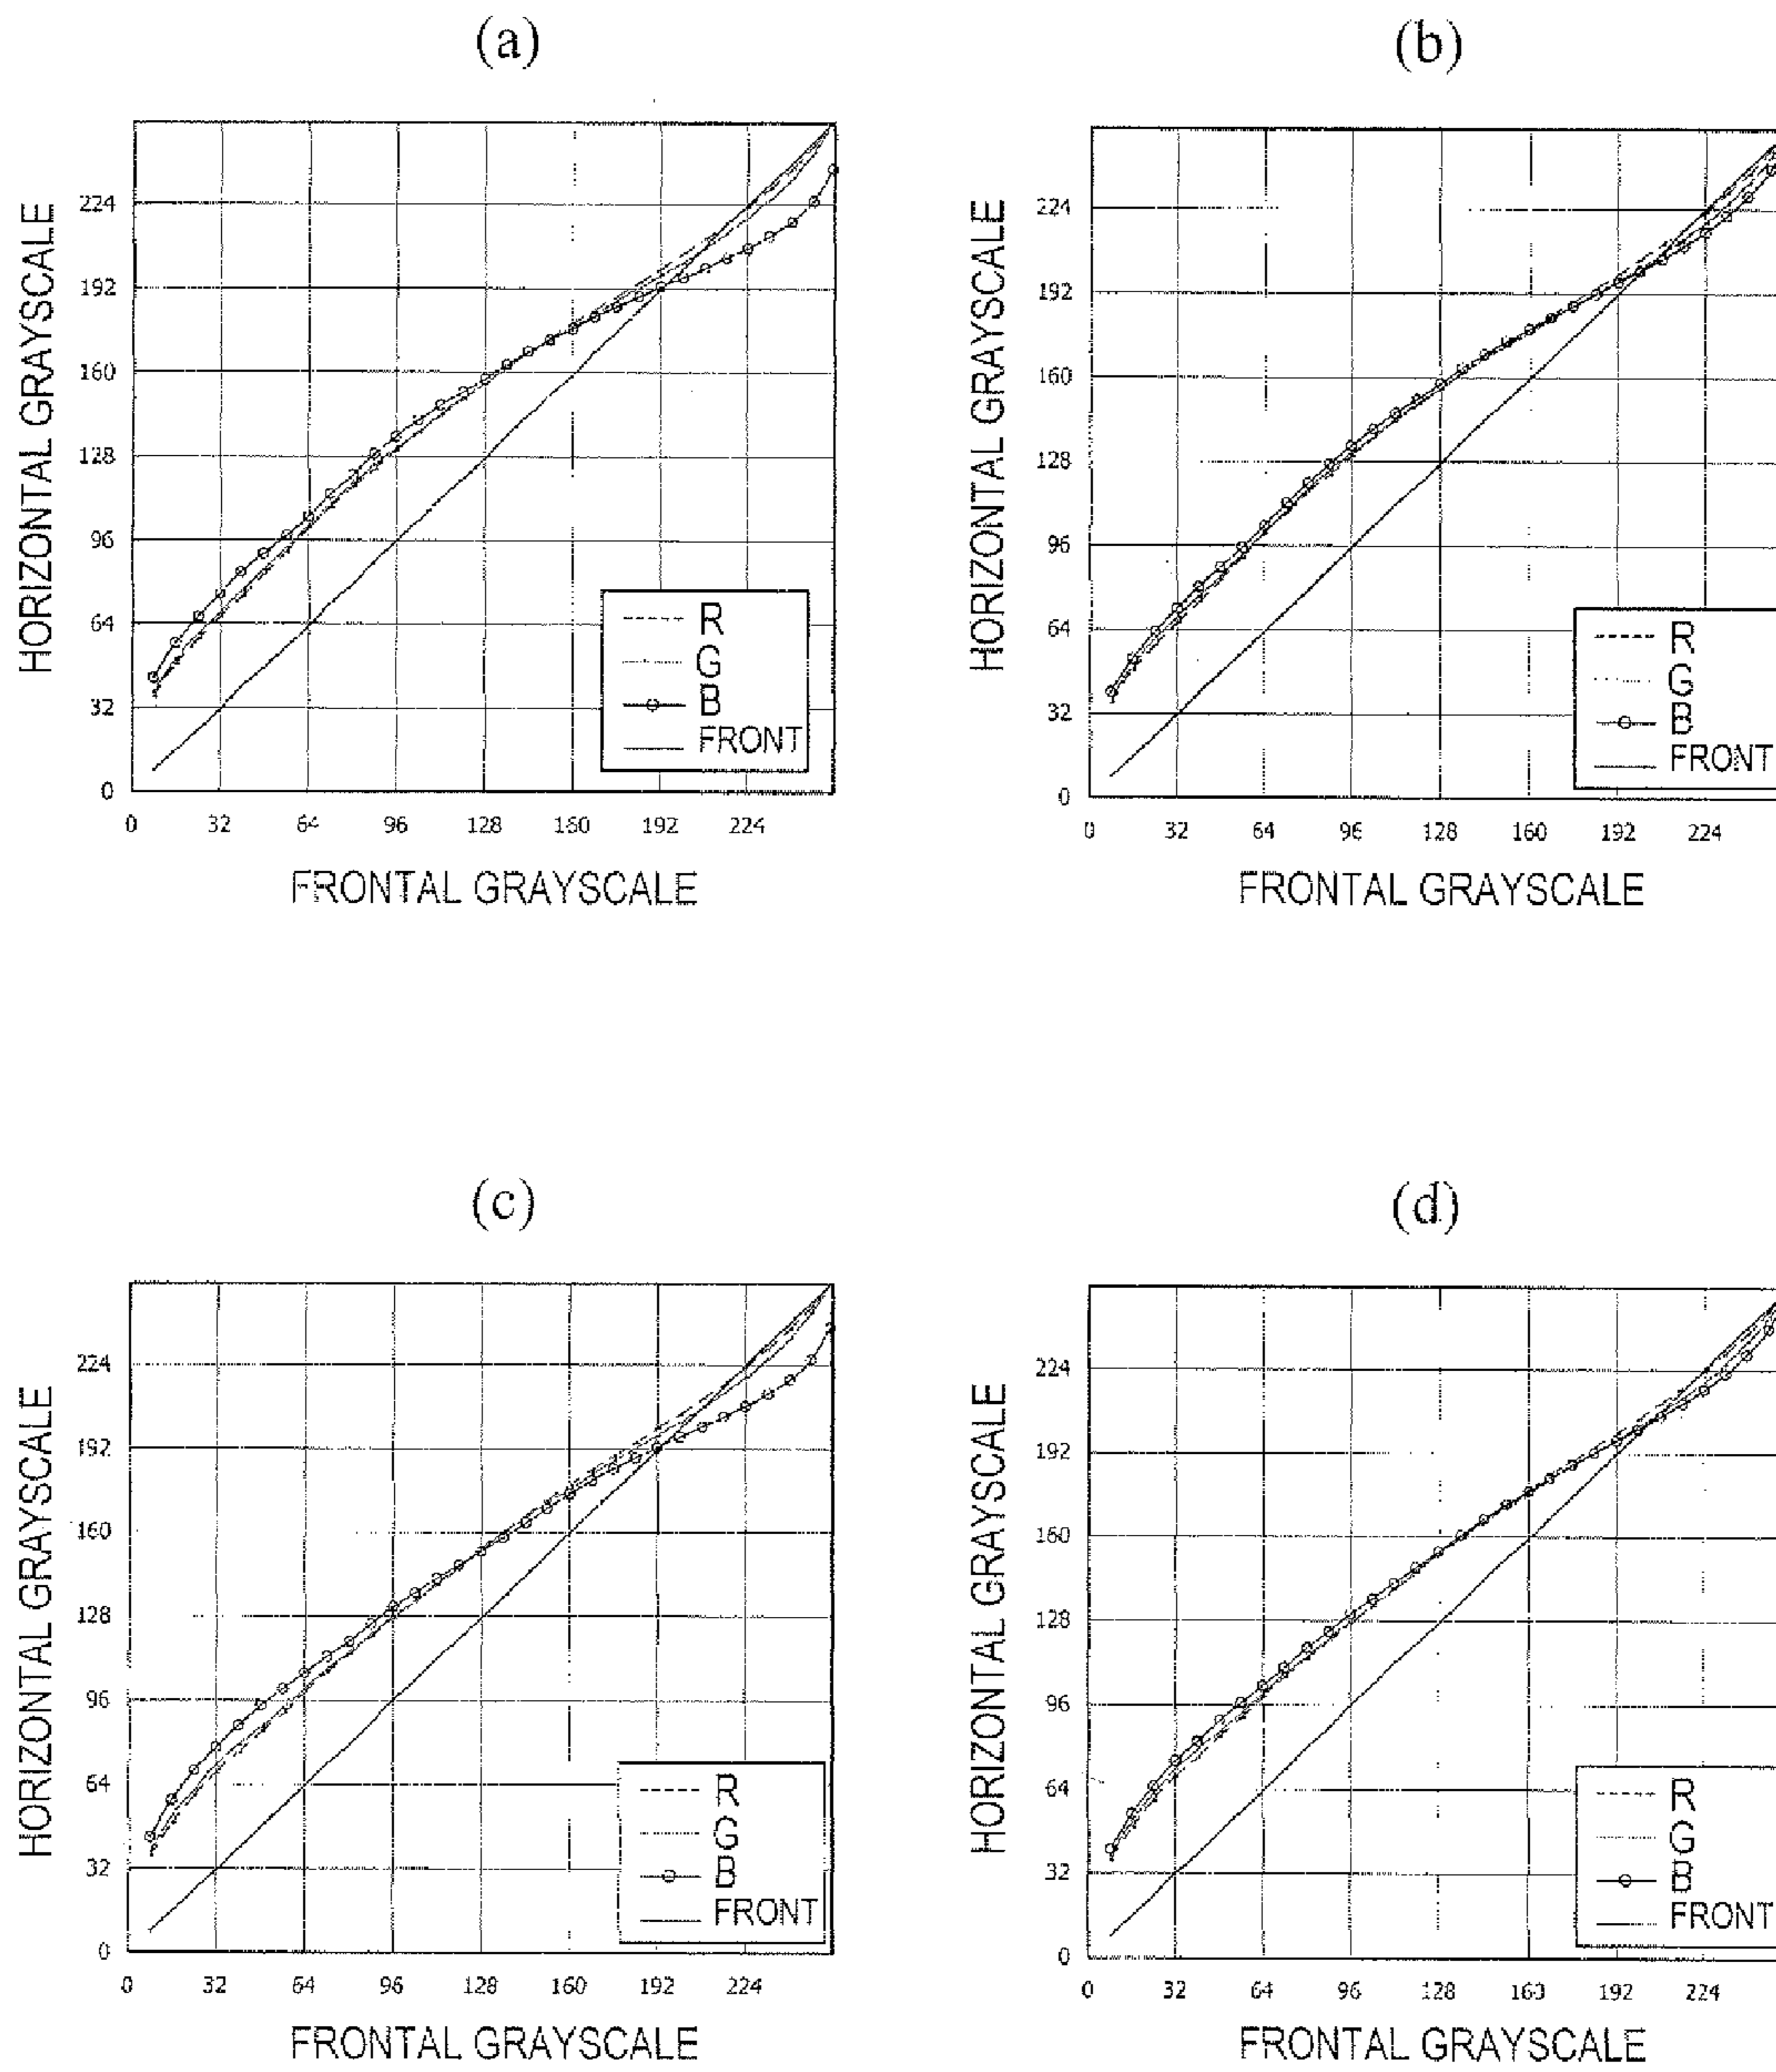 (a)
HORIZONTAL GRAYSCALE
224
192
160
128
96
64
32
0
R
G
B
FRONT
0 32 64 96 128 160 192 224
FRONTAL GRAYSCALE
(b)
HORIZONTAL GRAYSCALE
224
192
160
128
96
64
32
0
R
G
B
FRONT
0 32 64 96 128 160 192 224
FRONTAL GRAYSCALE
(c)
HORIZONTAL GRAYSCALE
224
192
160
128
96
64
32
0
R
G
B
FRONT
0 32 64 96 128 160 192 224
FRONTAL GRAYSCALE
(d)
HORIZONTAL GRAYSCALE
224
192
160
128
96
64
32
0
R
G
B
FRONT
0 32 64 96 128 160 192 224
FRONTAL GRAYSCALE